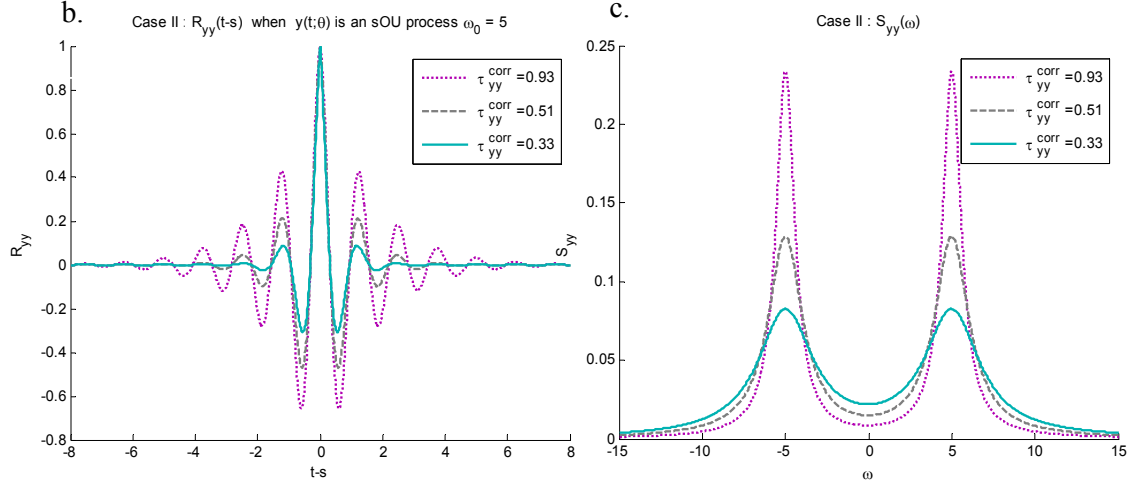 b.
Case II : R_yy(t-s) when y(t;θ) is an sOU process ω_0 = 5
1
0.8
0.6
0.4
0.2
0
-0.2
-0.4
-0.6
-0.8
R_yy
-8 -6 -4 -2 0 2 4 6 8
t-s
τ_yy^corr=0.93
τ_yy^corr=0.51
τ_yy^corr=0.33
c.
Case II : S_yy(ω)
0.25
0.2
0.15
0.1
0.05
0
S_yy
-15 -10 -5 0 5 10 15
ω
τ_yy^corr=0.93
τ_yy^corr=0.51
τ_yy^corr=0.33